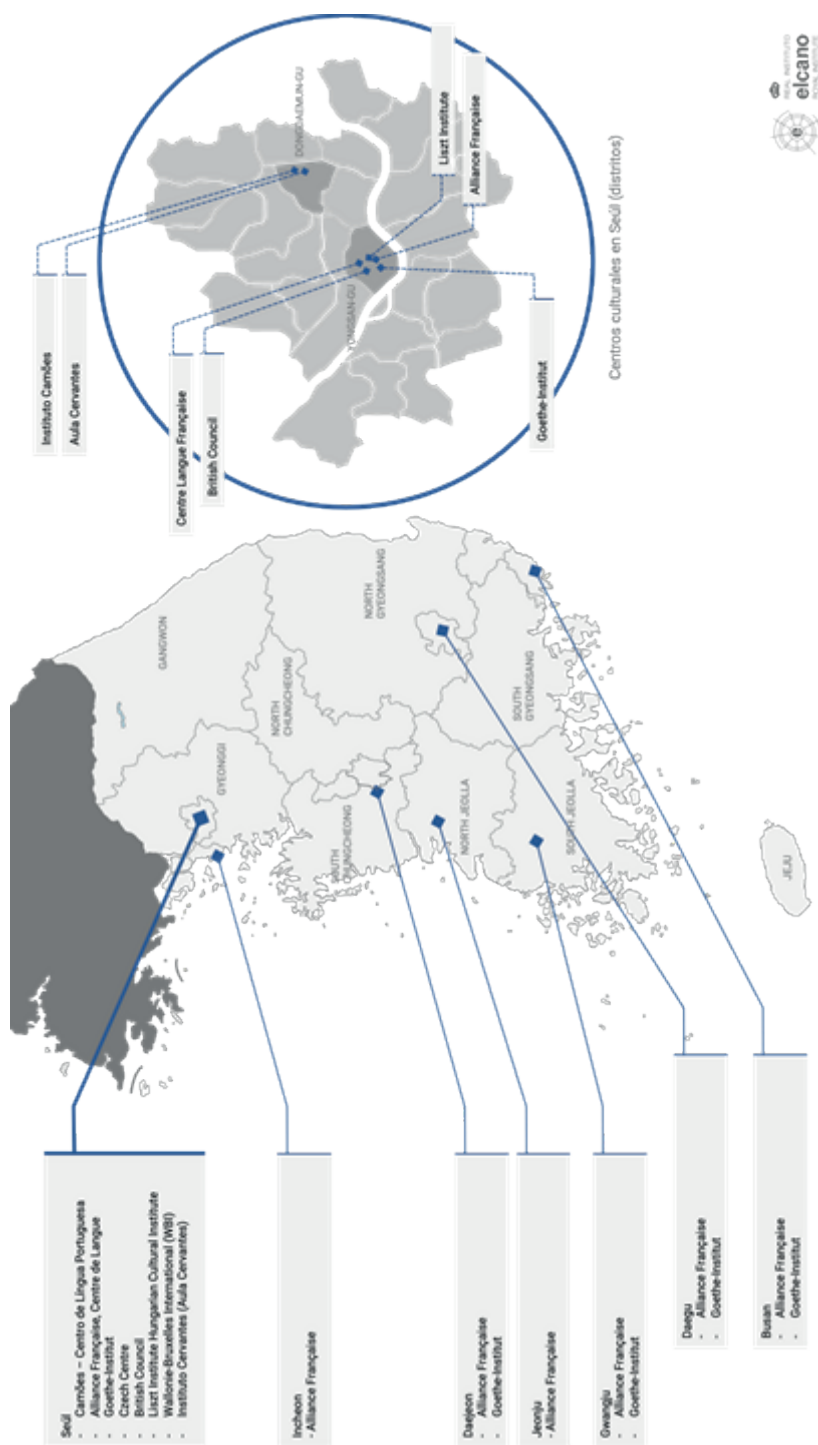 Seúl
- Camões – Centro de Língua Portuguesa
- Alliance Française, Centre de Langue
- Goethe-Institut
- Czech Centre
- British Council
- Liszt Institute Hungarian Cultural Institute
- Wallonie-Bruxelles International (WBI)
- Instituto Cervantes (Aula Cervantes)
Incheon
- Alliance Française
Daejeon
- Alliance Française
- Goethe-Institut
Jeonju
- Alliance Française
Gwangju
- Alliance Française
- Goethe-Institut
Daegu
- Alliance Française
- Goethe-Institut
Busan
- Alliance Française
- Goethe-Institut
GANGWON
GYEONGGI
NORTH
CHUNGCHEONG
SOUTH
CHUNGCHEONG
NORTH
GYEONGSANG
NORTH JEOLLA
SOUTH
GYEONGSANG
SOUTH JEOLLA
JEJU
Instituto Camões
Aula Cervantes
Centre Langue Française
British Council
DONGDAEMUN-GU
YONGSAN-GU
Liszt Institute
Alliance Française
Goethe-Institut
Centros culturales en Seúl (distritos)
REAL INSTITUTO
elcano
ROYAL INSTITUTE